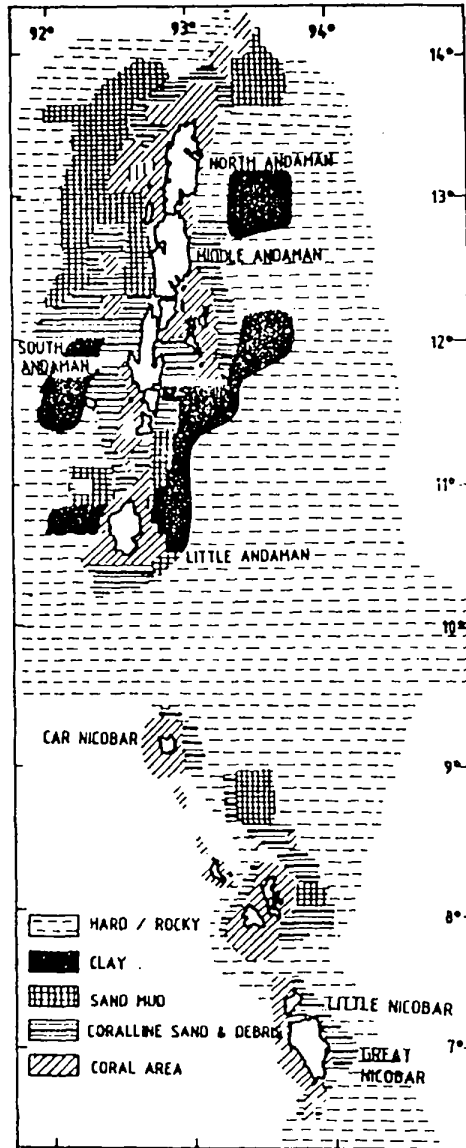 92°
93°
94°
14°
NORTH ANDAMAN
13°
MIDDLE ANDAMAN
SOUTH
ANDAMAN
12°
11°
LITTLE ANDAMAN
10°
CAR NICOBAR
9°
HARD / ROCKY
8°
CLAY
SAND MUD
LITTLE NICOBAR
CORALLINE SAND & DEBRI
7°
GREAT
NICOBAR
CORAL AREA